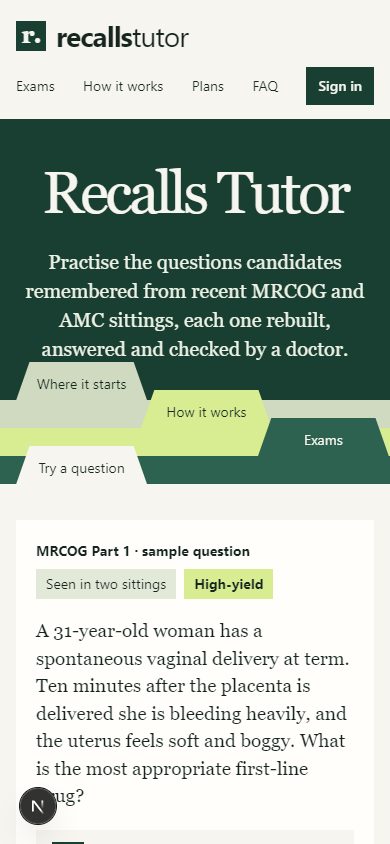 r. recallstutor
Exams How it works Plans FAQ Sign in
Recalls Tutor
Practise the questions candidates
remembered from recent MRCOG and
AMC sittings, each one rebuilt,
answered and checked by a doctor.
Where it starts
How it works
Exams
Try a question
MRCOG Part 1 · sample question
Seen in two sittings High-yield
A 31-year-old woman has a
spontaneous vaginal delivery at term.
Ten minutes after the placenta is
delivered she is bleeding heavily, and
the uterus feels soft and boggy. What
is the most appropriate first-line
N